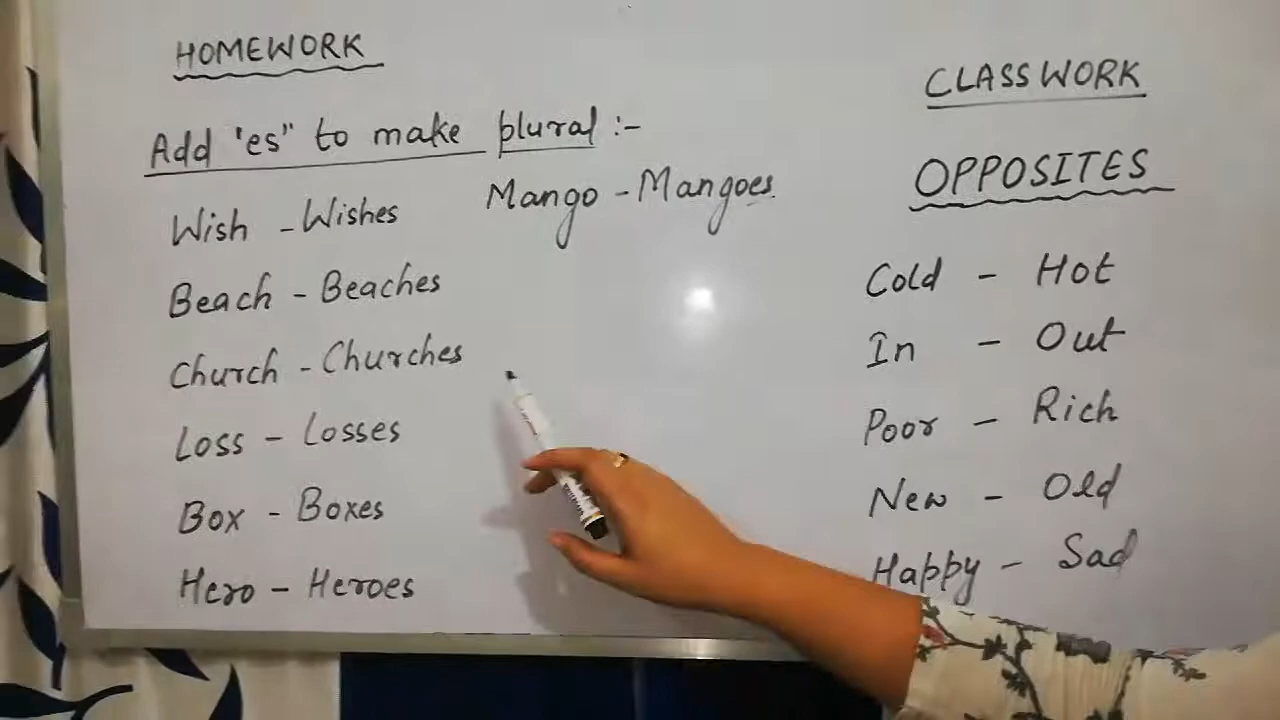 HOMEWORK
Add 'es" to make plural :-
Wish - Wishes
Mango - Mangoes
Beach - Beaches
Church - Churches
Loss - Losses
Box - Boxes
Hero - Heroes
CLASSWORK
OPPOSITES
Cold - Hot
In - Out
Poor - Rich
New - Old
Happy - Sad